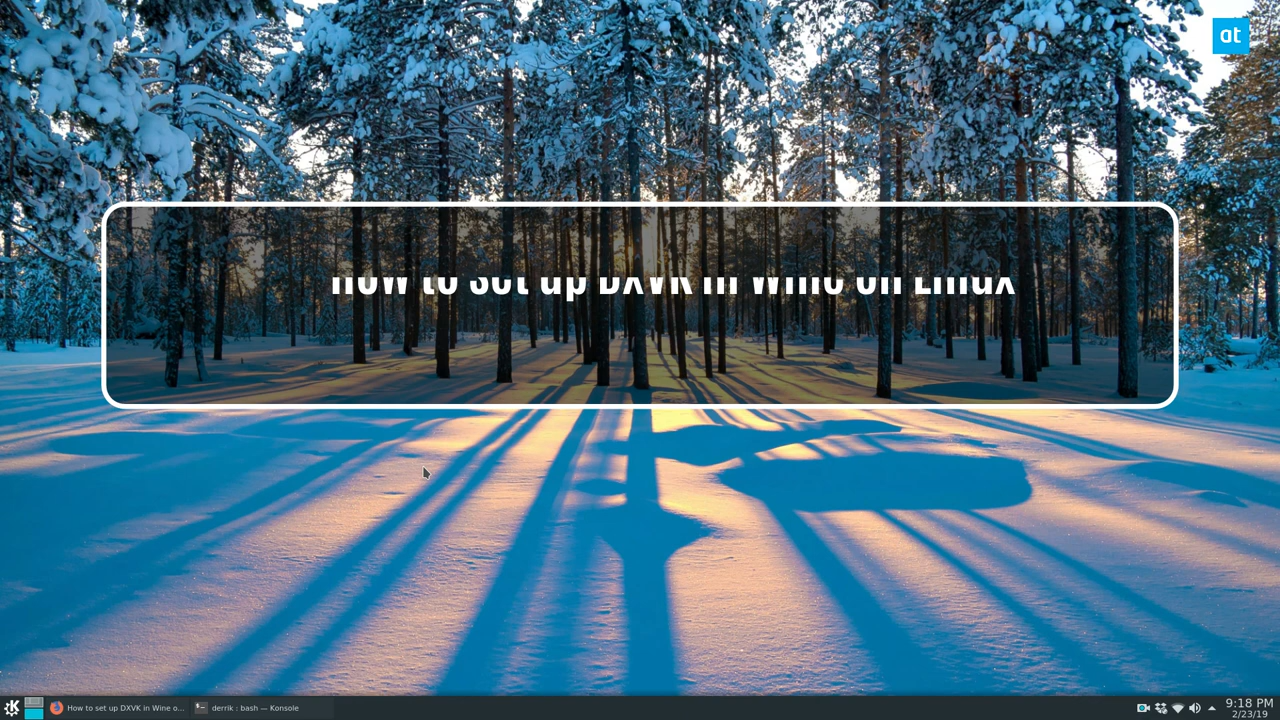 at
How to set up DXVK in Wine on Linux
How to set up DXVK in Wine o...
derrik : bash — Konsole
9:18 PM
2/23/19